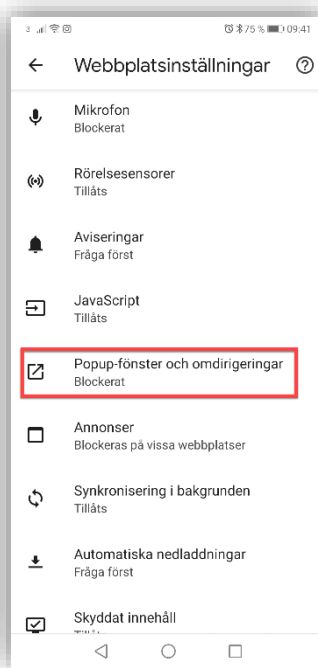 3 75 % 09:41
Webbplatsinställningar
Mikrofon
Blockerat
Rörelsesensorer
Tillåts
Aviseringar
Fråga först
JavaScript
Tillåts
Popup-fönster och omdirigeringar
Blockerat
Annonser
Blockeras på vissa webbplatser
Synkronisering i bakgrunden
Tillåts
Automatiska nedladdningar
Fråga först
Skyddat innehåll